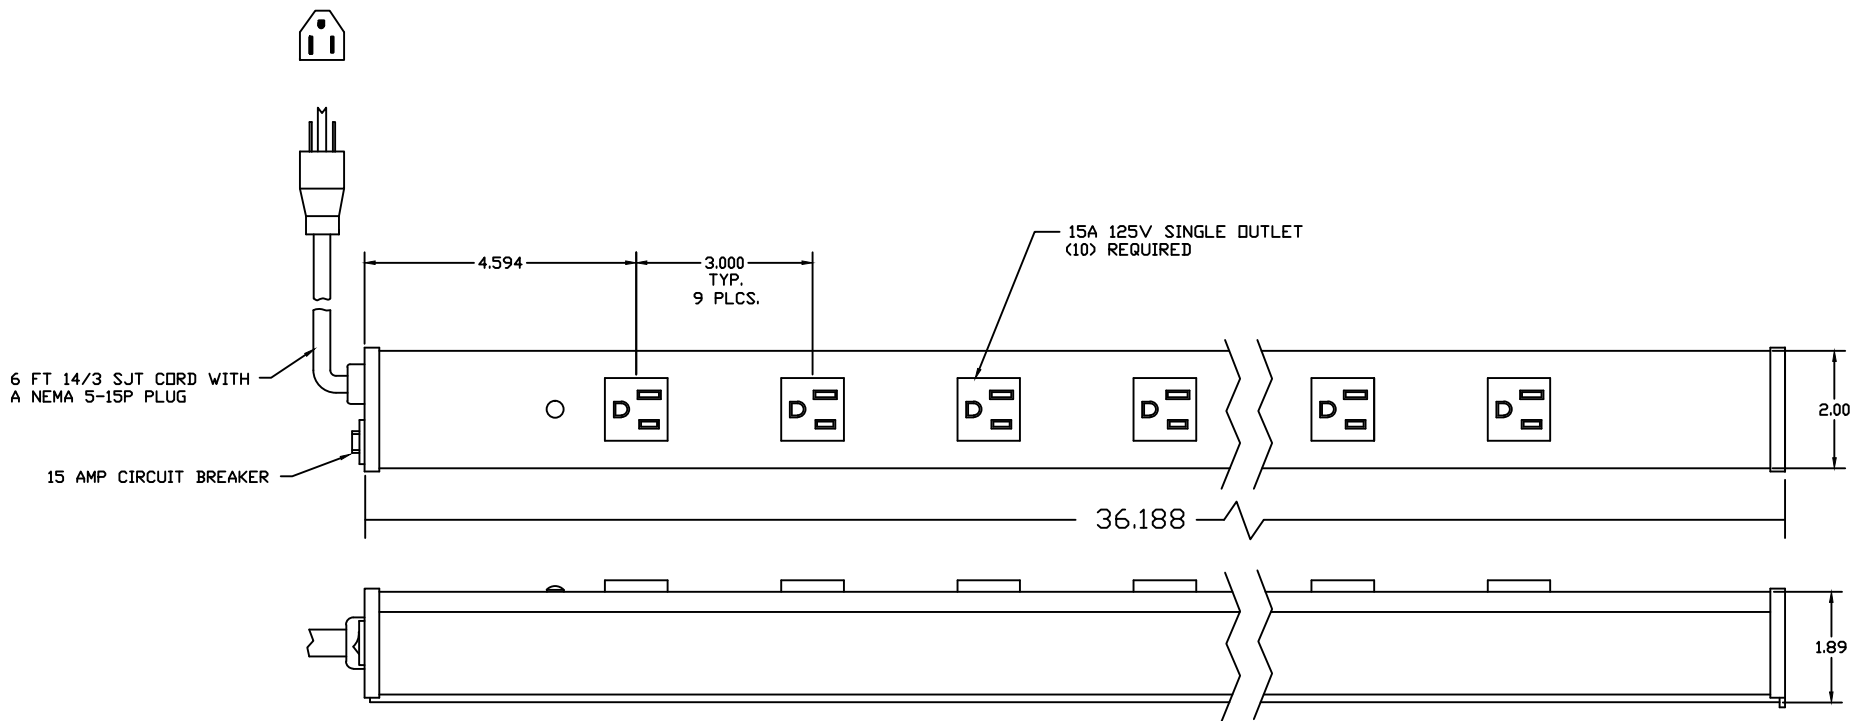 15A 125V SINGLE OUTLET
(10) REQUIRED
4.594
3.000
TYP.
9 PLCS.
6 FT 14/3 SJT CORD WITH
A NEMA 5-15P PLUG
2.00
15 AMP CIRCUIT BREAKER
36.188
1.89